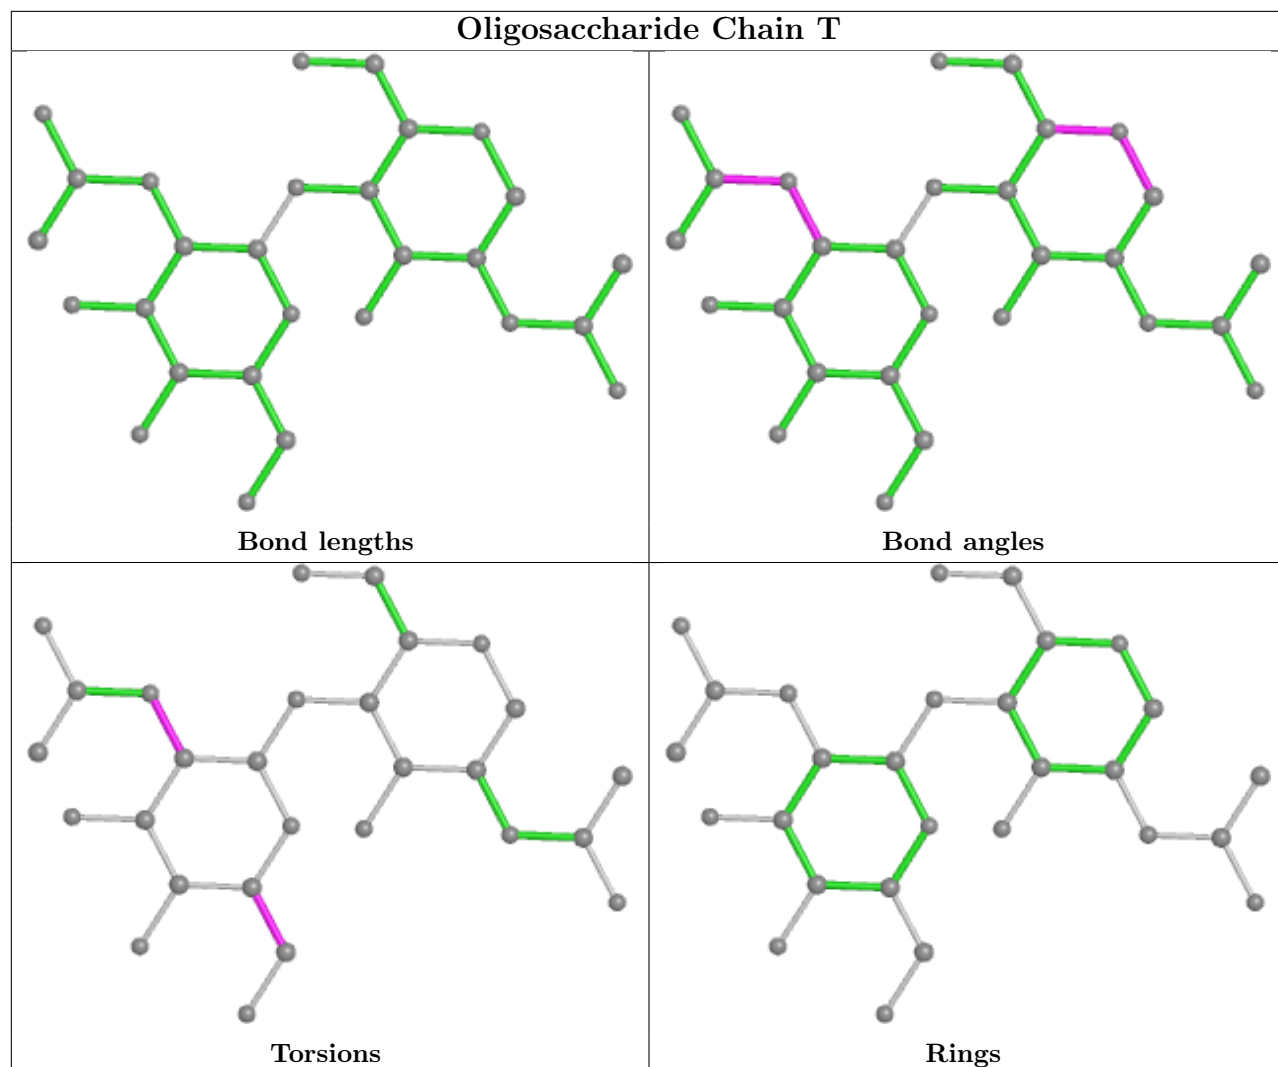 Oligosaccharide Chain T
Bond lengths
Bond angles
Torsions
Rings